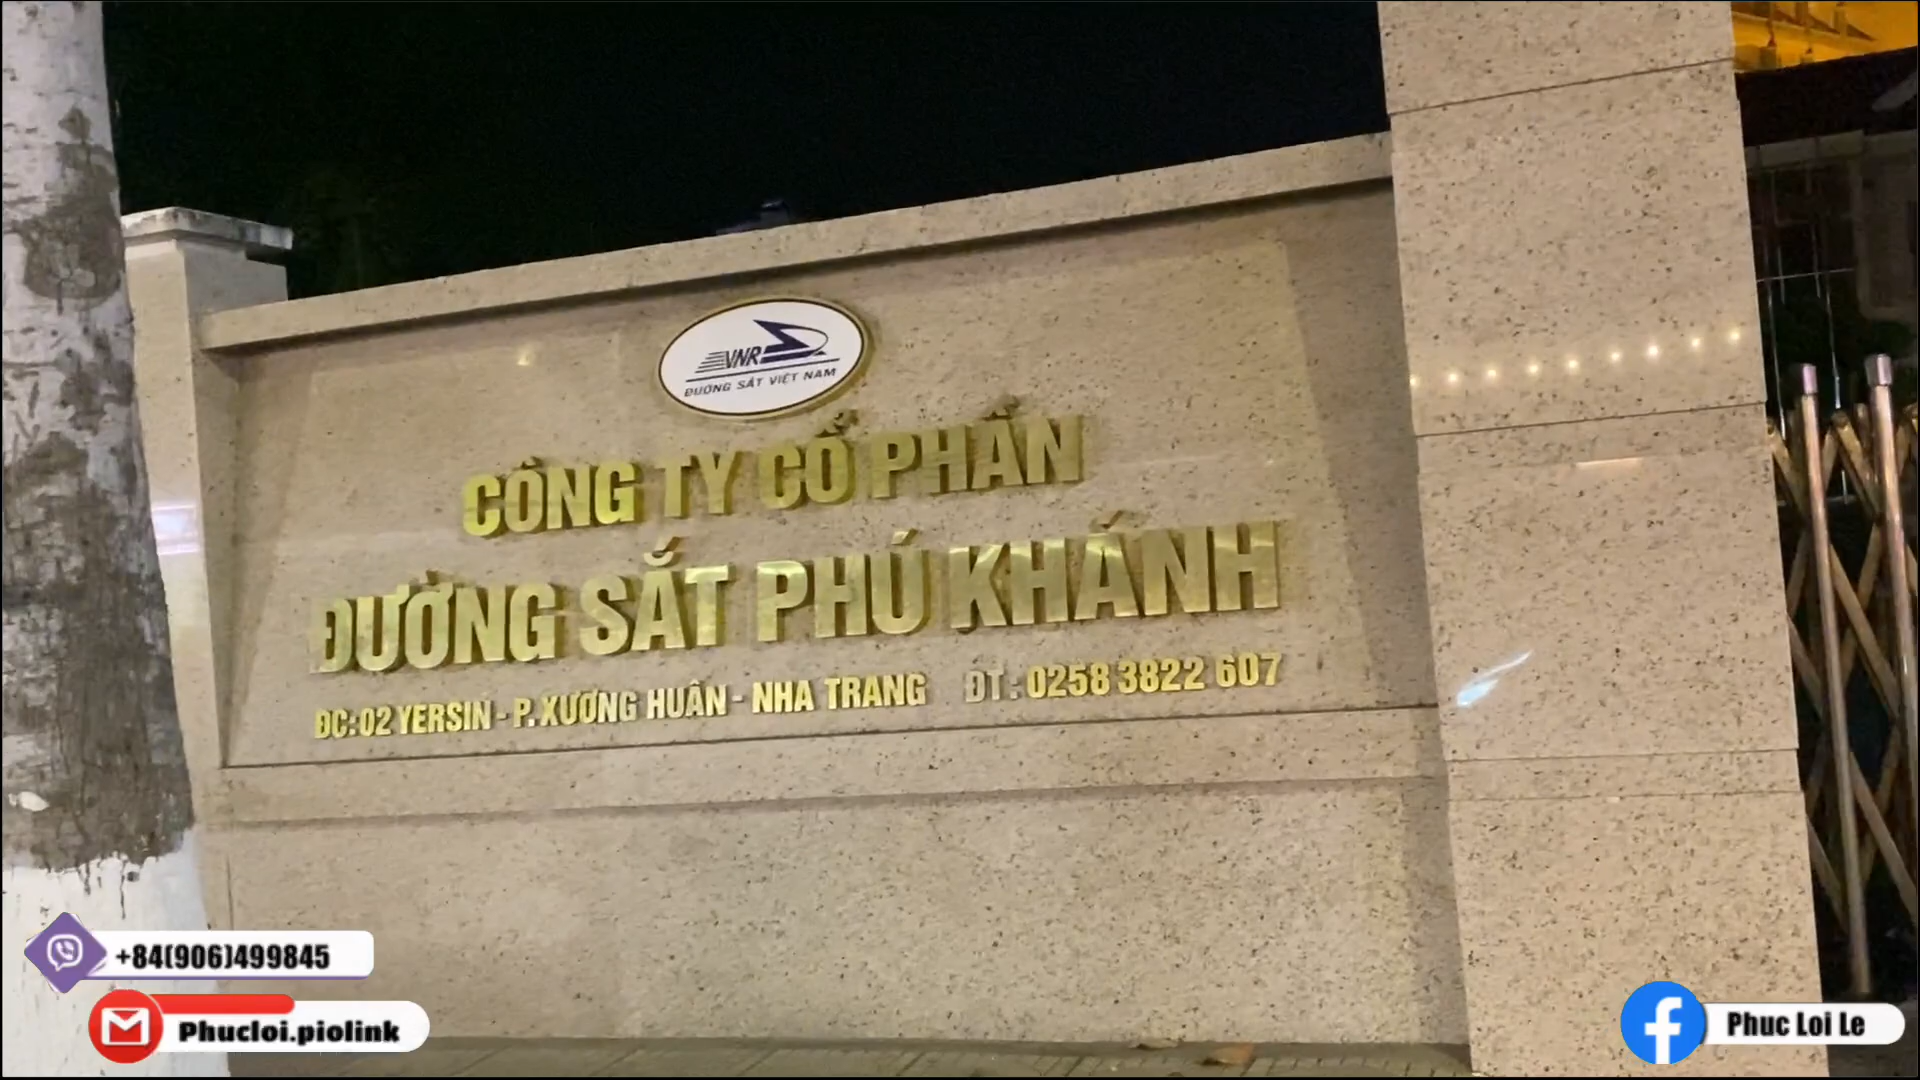 VNR
ĐƯỜNG SẮT VIỆT NAM
CÔNG TY CỔ PHẦN
ĐƯỜNG SẮT PHÚ KHÁNH
ĐC: 02 YERSIN - P. XƯƠNG HUÂN - NHA TRANG ĐT: 0258 3822 607
+84(906)499845
Phucloi.piolink
Phuc Loi Le